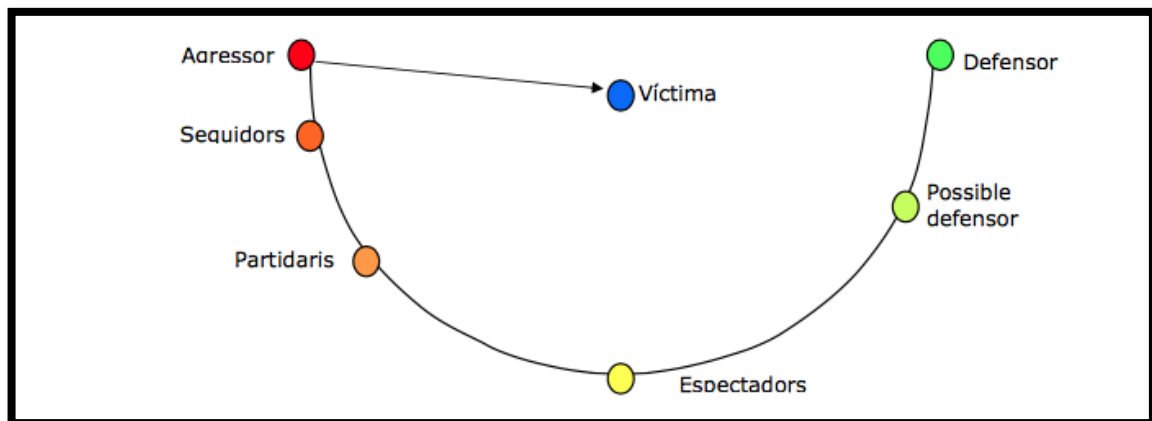 Agressor
Víctima
Defensor
Seguidors
Possible
defensor
Partidaris
Espectadors